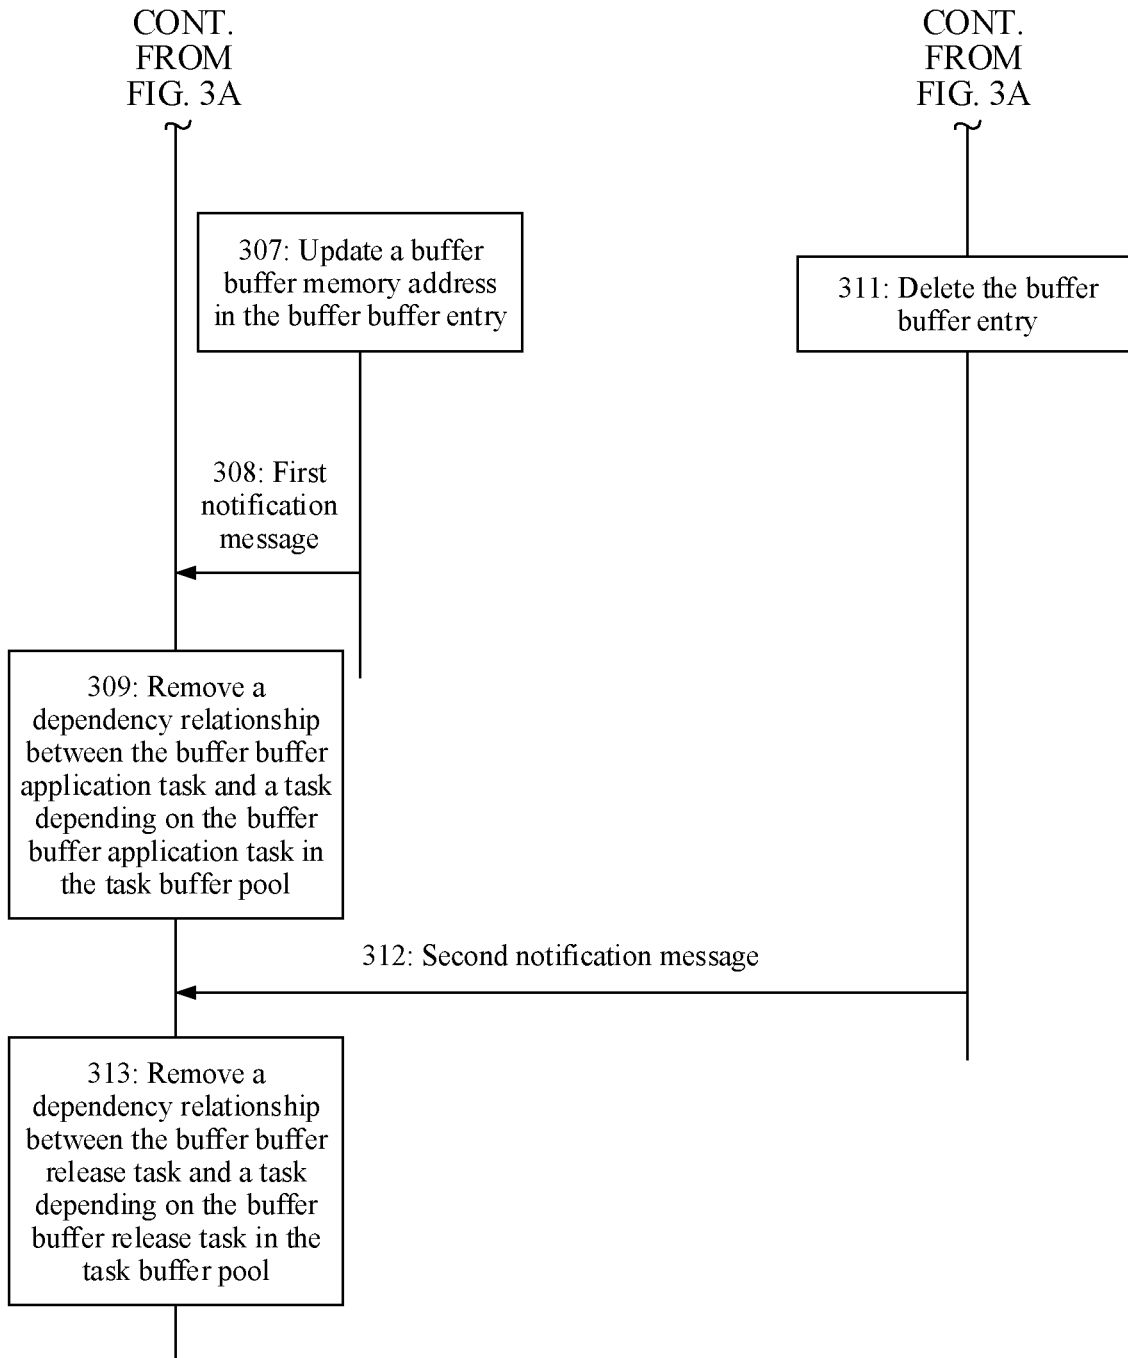 CONT.
FROM
FIG. 3A
CONT.
FROM
FIG. 3A
307: Update a buffer
buffer memory address
in the buffer buffer entry
311: Delete the buffer
buffer entry
308: First
notification
message
309: Remove a
dependency relationship
between the buffer buffer
application task and a task
depending on the buffer
buffer application task in
the task buffer pool
312: Second notification message
313: Remove a
dependency relationship
between the buffer buffer
release task and a task
depending on the buffer
buffer release task in the
task buffer pool